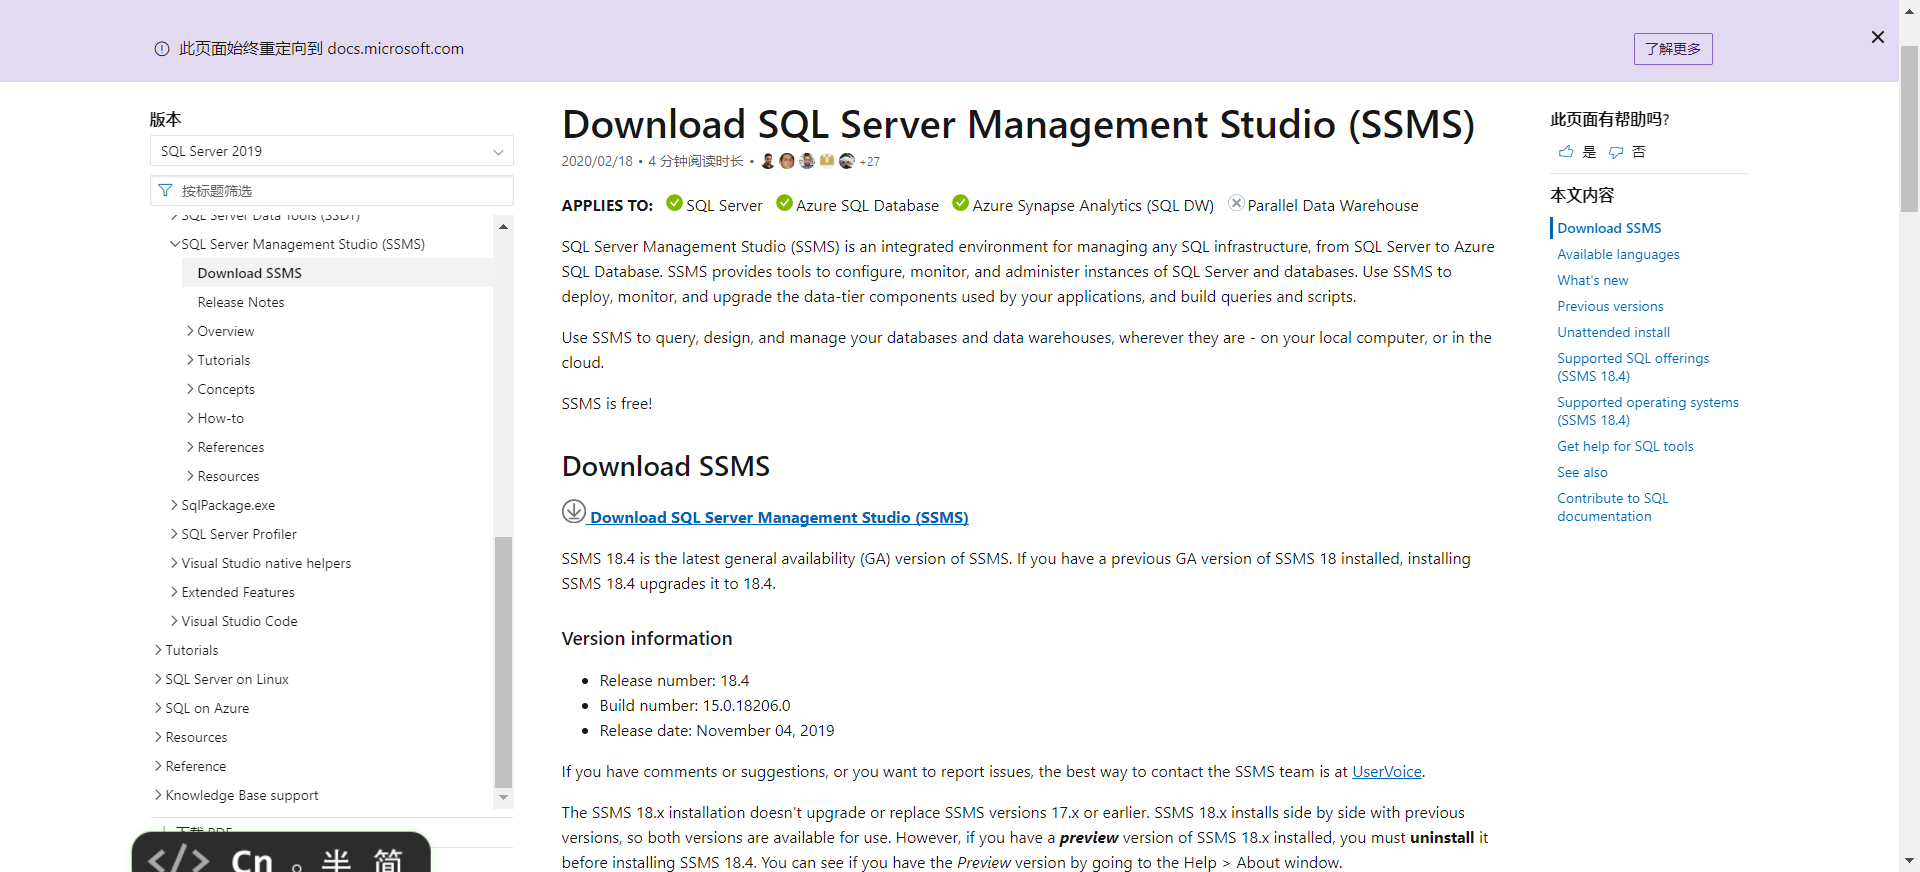 此页面始终重定向到 docs.microsoft.com
了解更多
版本
SQL Server 2019
按标题筛选
SQL Server Data Tools (SSDT)
SQL Server Management Studio (SSMS)
Download SSMS
Release Notes
Overview
Tutorials
Concepts
How-to
References
Resources
SqlPackage.exe
SQL Server Profiler
Visual Studio native helpers
Extended Features
Visual Studio Code
Tutorials
SQL Server on Linux
SQL on Azure
Resources
Reference
Knowledge Base support
下载 PDF
</> Cn 。半 简
Download SQL Server Management Studio (SSMS)
2020/02/18 • 4 分钟阅读时长 • +27
APPLIES TO: SQL Server Azure SQL Database Azure Synapse Analytics (SQL DW) Parallel Data Warehouse
SQL Server Management Studio (SSMS) is an integrated environment for managing any SQL infrastructure, from SQL Server to Azure
SQL Database. SSMS provides tools to configure, monitor, and administer instances of SQL Server and databases. Use SSMS to
deploy, monitor, and upgrade the data-tier components used by your applications, and build queries and scripts.
Use SSMS to query, design, and manage your databases and data warehouses, wherever they are - on your local computer, or in the
cloud.
SSMS is free!
Download SSMS
Download SQL Server Management Studio (SSMS)
SSMS 18.4 is the latest general availability (GA) version of SSMS. If you have a previous GA version of SSMS 18 installed, installing
SSMS 18.4 upgrades it to 18.4.
Version information
• Release number: 18.4
• Build number: 15.0.18206.0
• Release date: November 04, 2019
If you have comments or suggestions, or you want to report issues, the best way to contact the SSMS team is at UserVoice.
The SSMS 18.x installation doesn't upgrade or replace SSMS versions 17.x or earlier. SSMS 18.x installs side by side with previous
versions, so both versions are available for use. However, if you have a preview version of SSMS 18.x installed, you must uninstall it
before installing SSMS 18.4. You can see if you have the Preview version by going to the Help > About window.
此页面有帮助吗?
是 否
本文内容
Download SSMS
Available languages
What's new
Previous versions
Unattended install
Supported SQL offerings
(SSMS 18.4)
Supported operating systems
(SSMS 18.4)
Get help for SQL tools
See also
Contribute to SQL
documentation